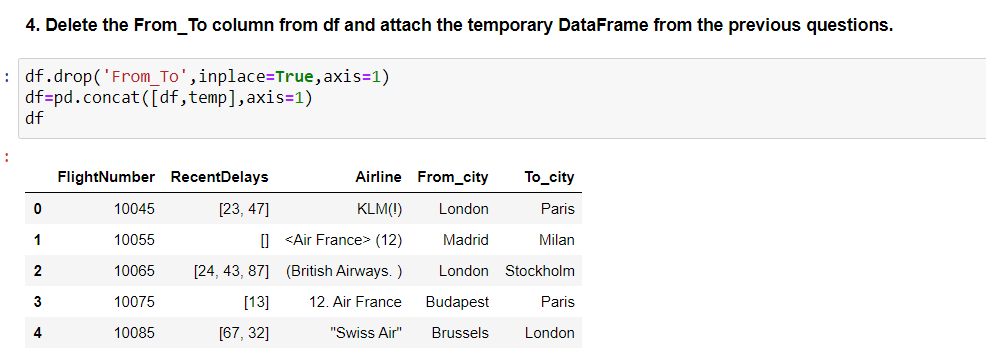 4. Delete the From_To column from df and attach the temporary DataFrame from the previous questions.
: df.drop('From_To',inplace=True,axis=1)
df=pd.concat([df,temp],axis=1)
df
:
FlightNumber RecentDelays Airline From_city To_city
0 10045 [23, 47] KLM(!) London Paris
1 10055 [] <Air France> (12) Madrid Milan
2 10065 [24, 43, 87] (British Airways. ) London Stockholm
3 10075 [13] 12. Air France Budapest Paris
4 10085 [67, 32] "Swiss Air" Brussels London